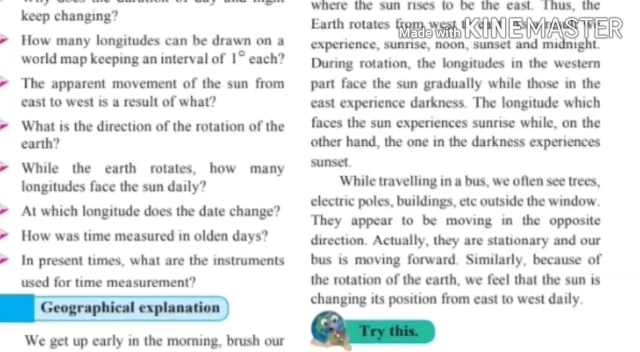 keep changing?
How many longitudes can be drawn on a
world map keeping an interval of 1° each?
The apparent movement of the sun from
east to west is a result of what?
What is the direction of the rotation of the
earth?
While the earth rotates, how many
longitudes face the sun daily?
At which longitude does the date change?
How was time measured in olden days?
In present times, what are the instruments
used for time measurement?
Geographical explanation
We get up early in the morning, brush our
where the sun rises to be the east. Thus, the
Earth rotates from west
Made with KINEMASTER
experience, sunrise, noon, sunset and midnight.
During rotation, the longitudes in the western
part face the sun gradually while those in the
east experience darkness. The longitude which
faces the sun experiences sunrise while, on the
other hand, the one in the darkness experiences
sunset.
While travelling in a bus, we often see trees,
electric poles, buildings, etc outside the window.
They appear to be moving in the opposite
direction. Actually, they are stationary and our
bus is moving forward. Similarly, because of
the rotation of the earth, we feel that the sun is
changing its position from east to west daily.
Try this.